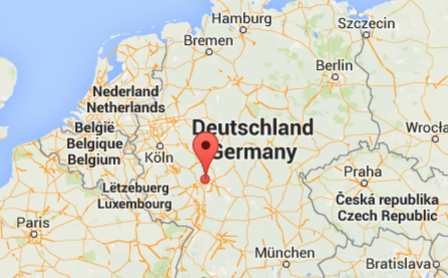 Hamburg
Szczecin
Bremen
Berlin
Nederland
Netherlands
Deutschland
Germany
België
Belgique
Belgium
Wrocła
Köln
Praha
Lëtzebuerg
Luxembourg
Česká republika
Czech Republic
Paris
München
Bratislava